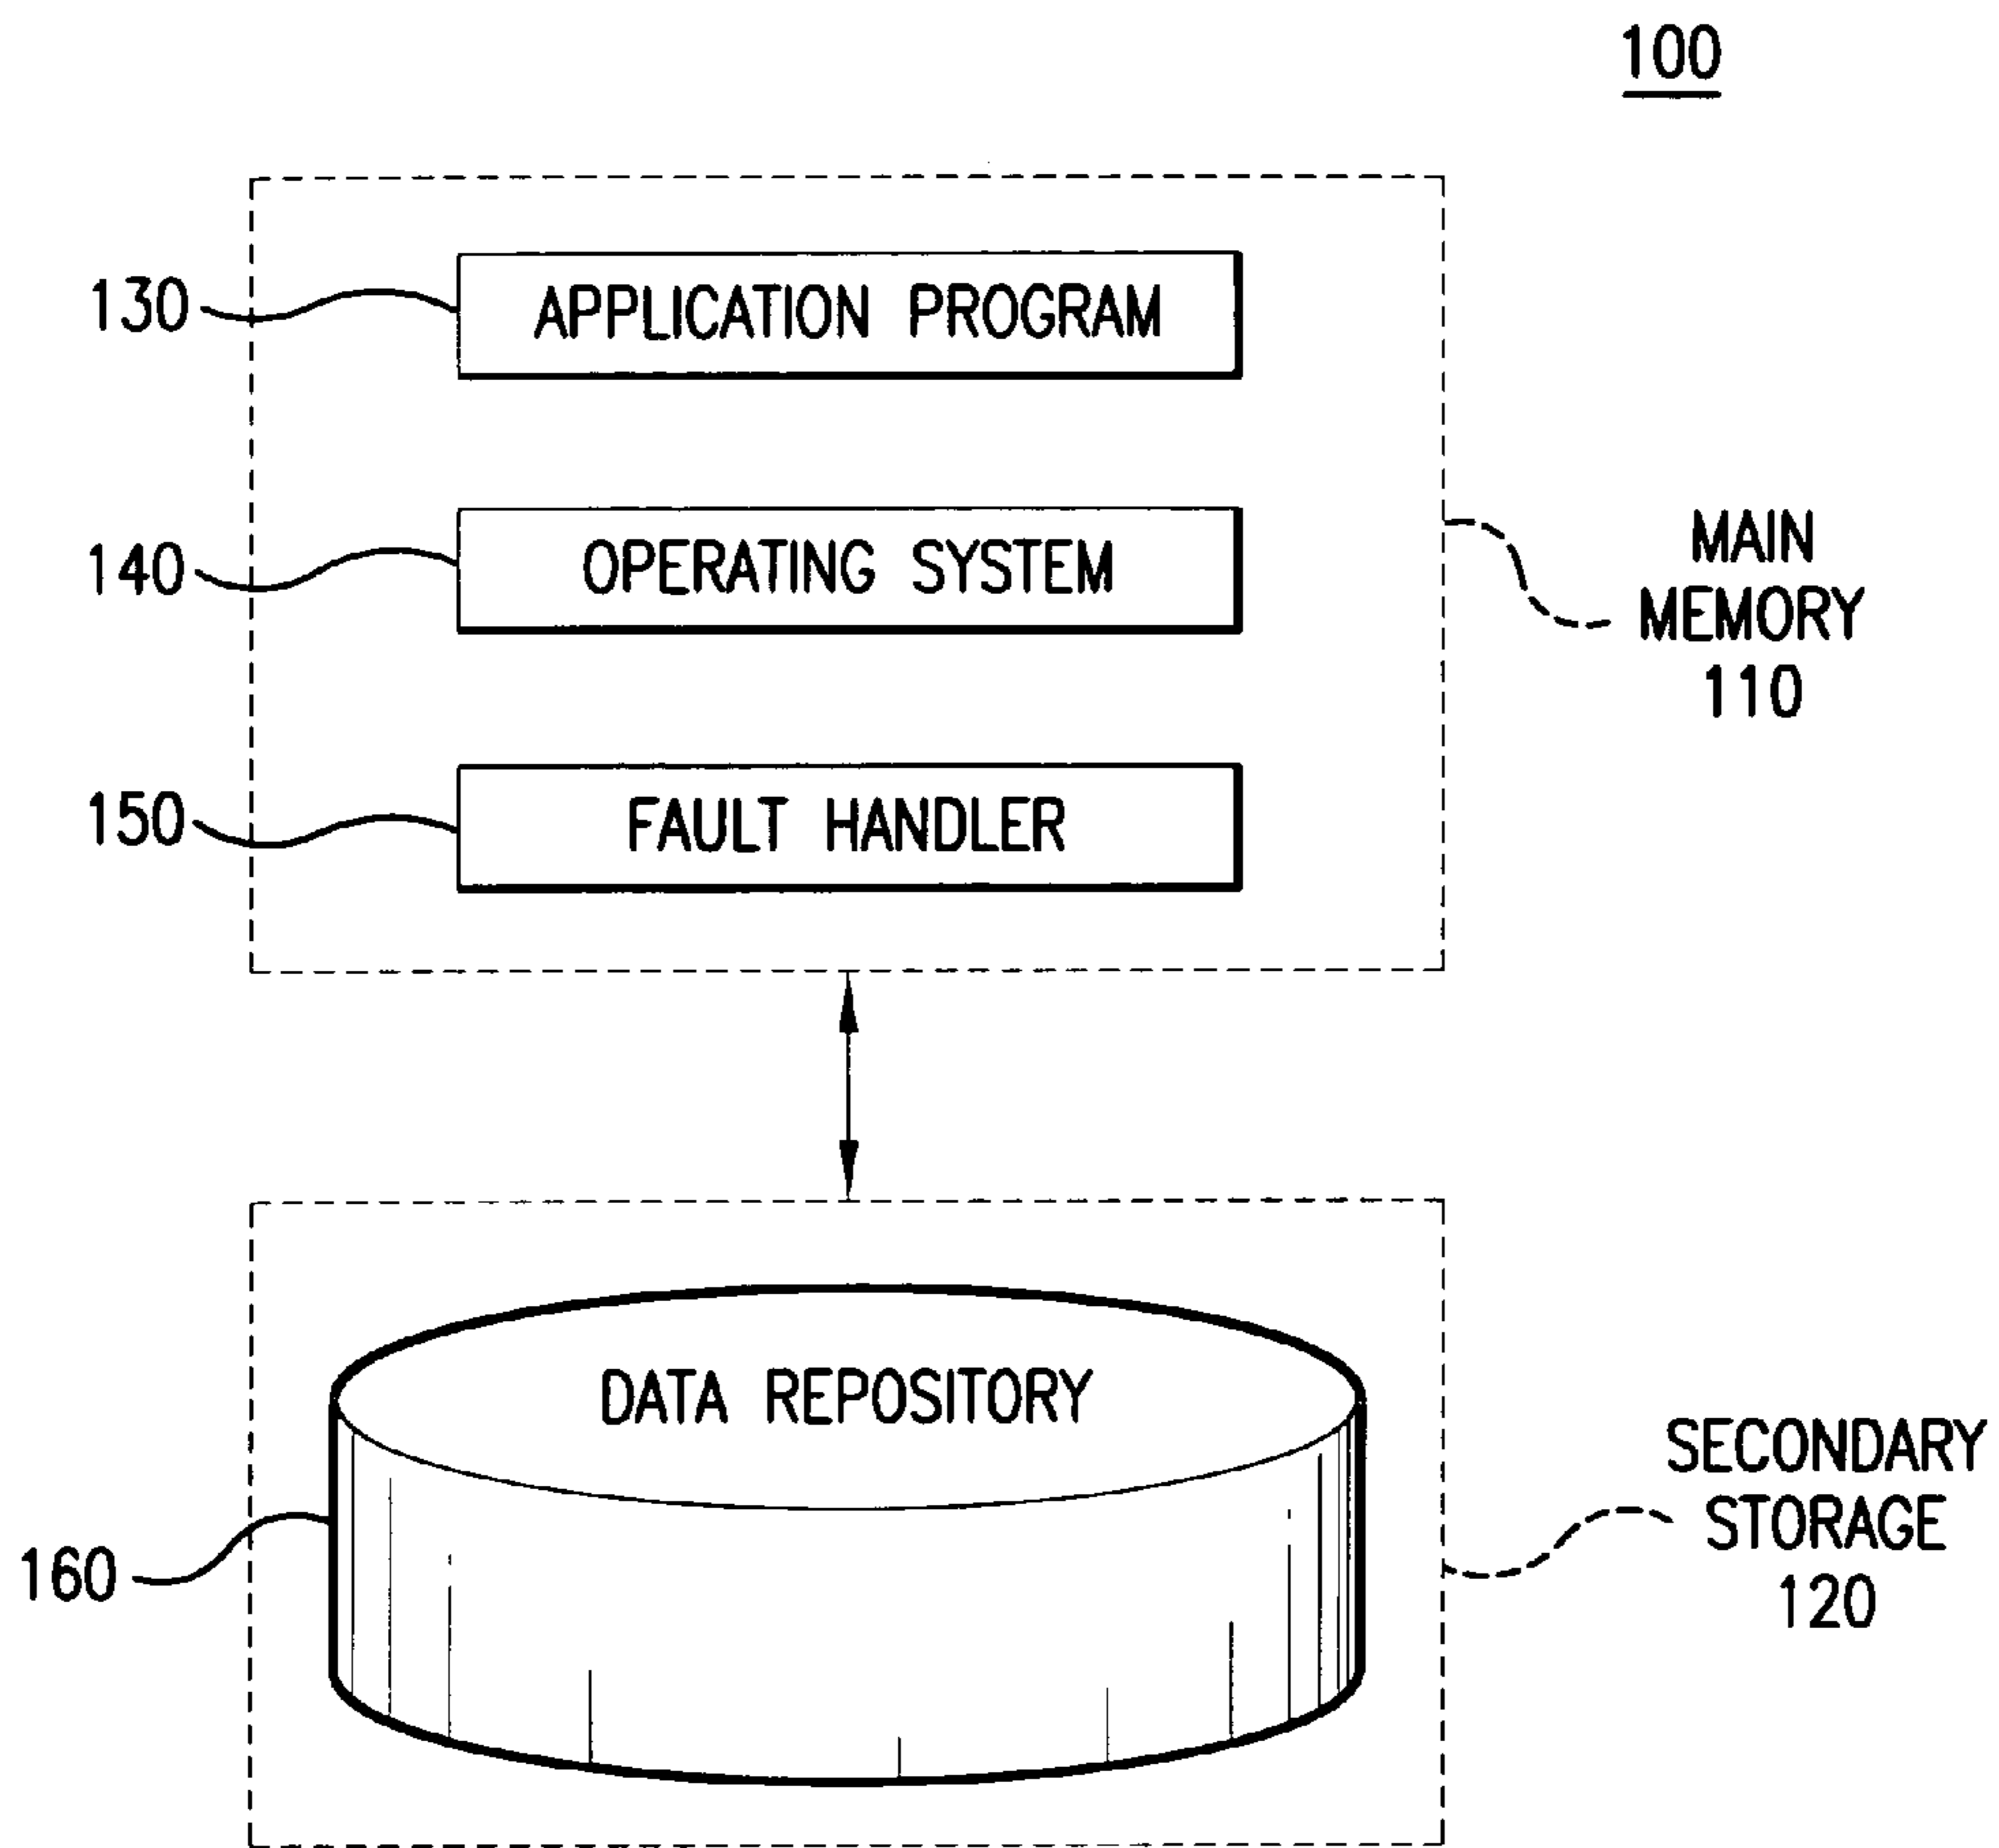 100
130
APPLICATION PROGRAM
140
OPERATING SYSTEM
MAIN
MEMORY
110
150
FAULT HANDLER
DATA REPOSITORY
160
SECONDARY
STORAGE
120